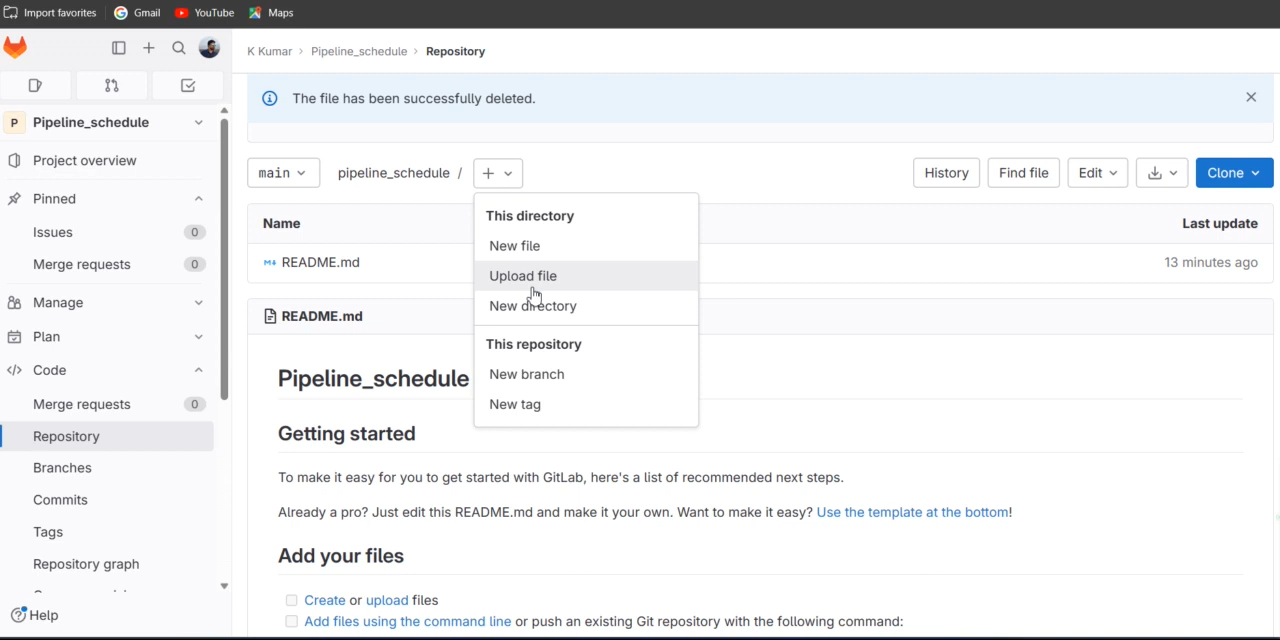 Import favorites Gmail YouTube Maps
K Kumar > Pipeline_schedule > Repository
P Pipeline_schedule
Project overview
Pinned
Issues 0
Merge requests 0
Manage
Plan
Code
Merge requests 0
Repository
Branches
Commits
Tags
Repository graph
Help
The file has been successfully deleted.
main pipeline_schedule / + History Find file Edit Clone
This directory
New file
Upload file
New directory
This repository
New branch
New tag
Name Last update
README.md 13 minutes ago
README.md
Pipeline_schedule
Getting started
To make it easy for you to get started with GitLab, here's a list of recommended next steps.
Already a pro? Just edit this README.md and make it your own. Want to make it easy? Use the template at the bottom!
Add your files
Create or upload files
Add files using the command line or push an existing Git repository with the following command: